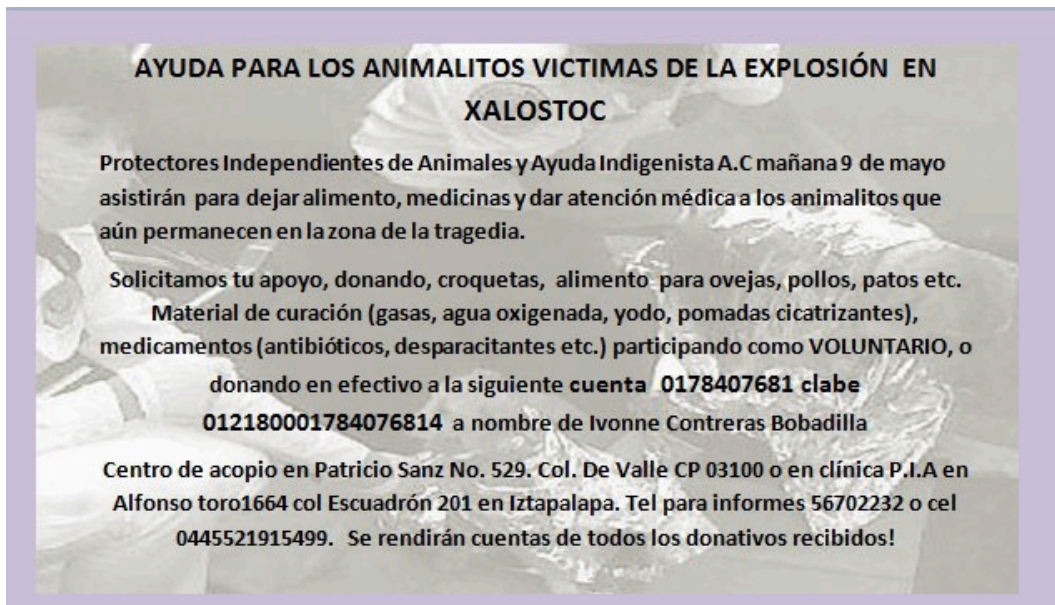 AYUDA PARA LOS ANIMALITOS VICTIMAS DE LA EXPLOSIÓN EN
XALOSTOC
Protectores Independientes de Animales y Ayuda Indigenista A.C mañana 9 de mayo
asistirán para dejar alimento, medicinas y dar atención médica a los animalitos que
aún permanecen en la zona de la tragedia.
Solicitamos tu apoyo, donando, croquetas, alimento para ovejas, pollos, patos etc.
Material de curación (gasas, agua oxigenada, yodo, pomadas cicatrizantes),
medicamentos (antibióticos, desparacitantes etc.) participando como VOLUNTARIO, o
donando en efectivo a la siguiente cuenta 0178407681 clabe
012180001784076814 a nombre de Ivonne Contreras Bobadilla
Centro de acopio en Patricio Sanz No. 529. Col. De Valle CP 03100 o en clínica P.I.A en
Alfonso toro1664 col Escuadrón 201 en Iztapalapa. Tel para informes 56702232 o cel
0445521915499. Se rendirán cuentas de todos los donativos recibidos!